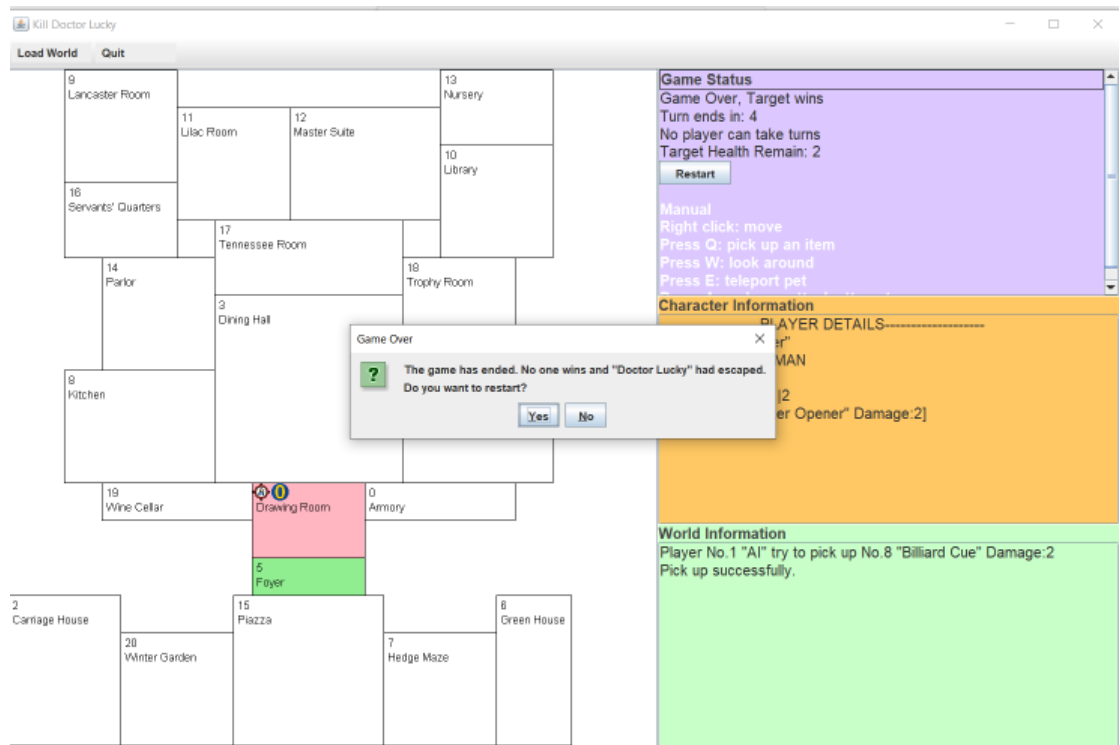 Kill Doctor Lucky
Load World Quit
9
Lancaster Room
13
Nursery
11
Lilac Room
12
Master Suite
10
Library
16
Servants' Quarters
17
Tennessee Room
14
Parlor
18
Trophy Room
3
Dining Hall
8
Kitchen
19
Wine Cellar
Drawing Room
0
Armory
5
Foyer
2
Carriage House
15
Piazza
6
Green House
20
Winter Garden
7
Hedge Maze
Game Over
The game has ended. No one wins and "Doctor Lucky" had escaped.
Do you want to restart?
Yes No
Game Status
Game Over, Target wins
Turn ends in: 4
No player can take turns
Target Health Remain: 2
Restart
Manual
Right click: move
Press Q: pick up an item
Press W: look around
Press E: teleport pet
Character Information
PLAYER DETAILS-------------------
er"
MAN
|2
er Opener" Damage:2]
World Information
Player No.1 "AI" try to pick up No.8 "Billiard Cue" Damage:2
Pick up successfully.